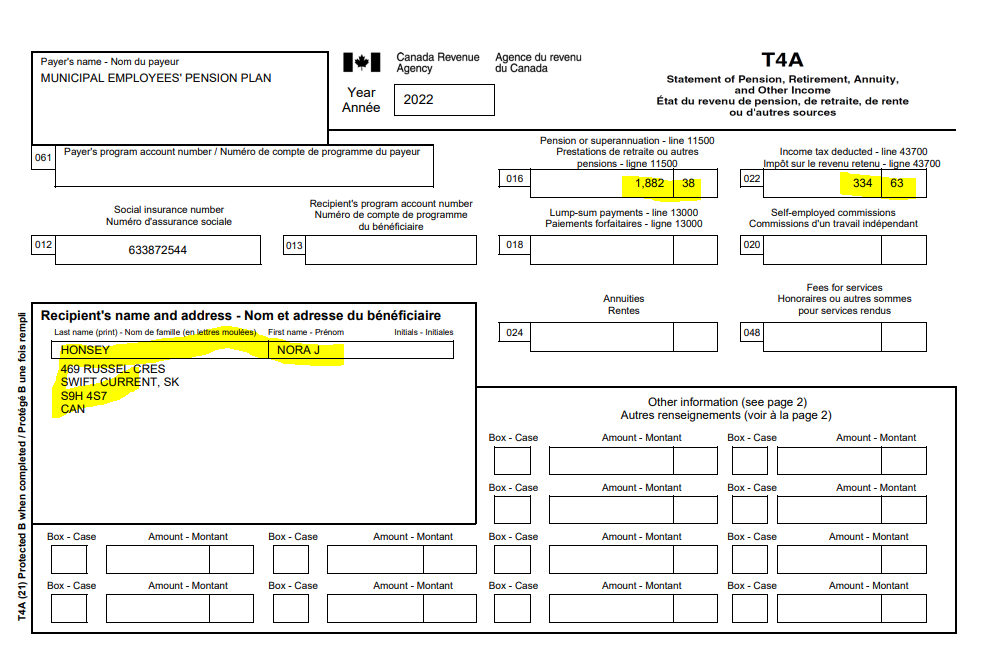 Payer's name - Nom du payeur
MUNICIPAL EMPLOYEES' PENSION PLAN
Canada Revenue Agency
Agence du revenu du Canada
Year
Année
2022
T4A
Statement of Pension, Retirement, Annuity,
and Other Income
État du revenu de pension, de retraite, de rente
ou d'autres sources
061
Payer's program account number / Numéro de compte de programme du payeur
Pension or superannuation - line 11500
Prestations de retraite ou autres
pensions - ligne 11500
016
1,882 38
Income tax deducted - line 43700
Impôt sur le revenu retenu - ligne 43700
022
334 63
Social insurance number
Numéro d'assurance sociale
012
633872544
Recipient's program account number
Numéro de compte de programme
du bénéficiaire
013
Lump-sum payments - line 13000
Paiements forfaitaires - ligne 13000
018
Self-employed commissions
Commissions d'un travail indépendant
020
Annuities
Rentes
024
Fees for services
Honoraires ou autres sommes
pour services rendus
048
Recipient's name and address - Nom et adresse du bénéficiaire
Last name (print) - Nom de famille (en lettres moulées) First name - Prénom Initials - Initiales
HONSEY NORA J
469 RUSSEL CRES
SWIFT CURRENT, SK
S9H 4S7
CAN
Other information (see page 2)
Autres renseignements (voir à la page 2)
Box - Case Amount - Montant Box - Case Amount - Montant
Box - Case Amount - Montant Box - Case Amount - Montant
Box - Case Amount - Montant Box - Case Amount - Montant Box - Case Amount - Montant Box - Case Amount - Montant
Box - Case Amount - Montant Box - Case Amount - Montant Box - Case Amount - Montant Box - Case Amount - Montant
T4A (21) Protected B when completed / Protégé B une fois rempli